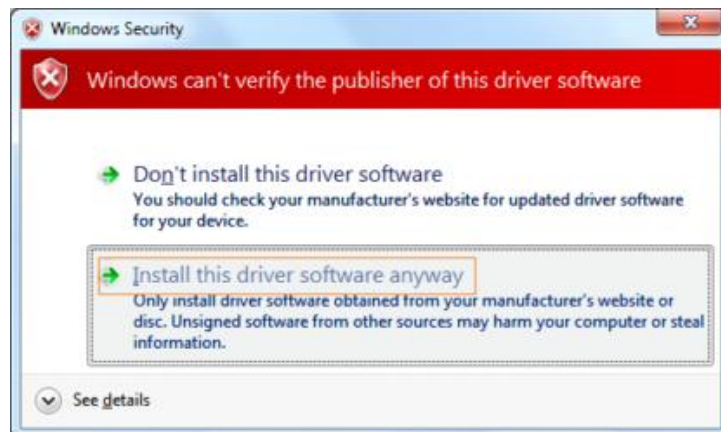 Windows Security
Windows can't verify the publisher of this driver software
Don't install this driver software
You should check your manufacturer's website for updated driver software
for your device.
Install this driver software anyway
Only install driver software obtained from your manufacturer's website or
disc. Unsigned software from other sources may harm your computer or steal
information.
See details